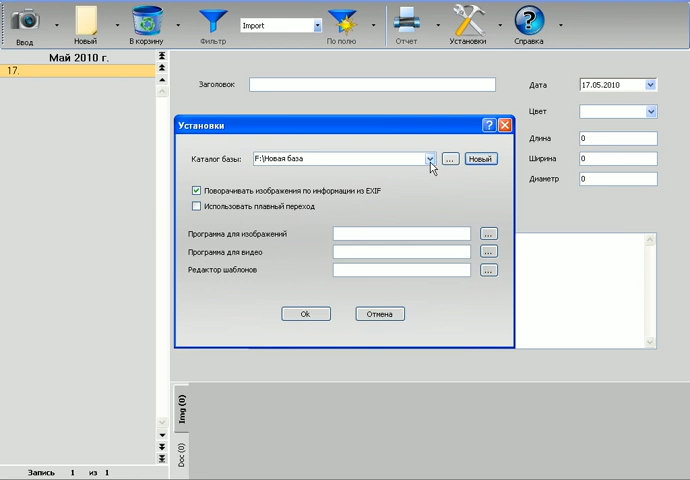 Ввод
Новый
В корзину
Фильтр
Import
По полю
Отчет
Установки
Справка
Май 2010 г.
17.
Заголовок
Дата
17.05.2010
Цвет
Длина
0
Ширина
0
Диаметр
0
Установки
Каталог базы:
F:\Новая база
...
Новый
Поворачивать изображения по информации из EXIF
Использовать плавный переход
Программа для изображений
...
Программа для видео
...
Редактор шаблонов
...
Ok
Отмена
Img (0)
Doc (0)
Запись 1 из 1